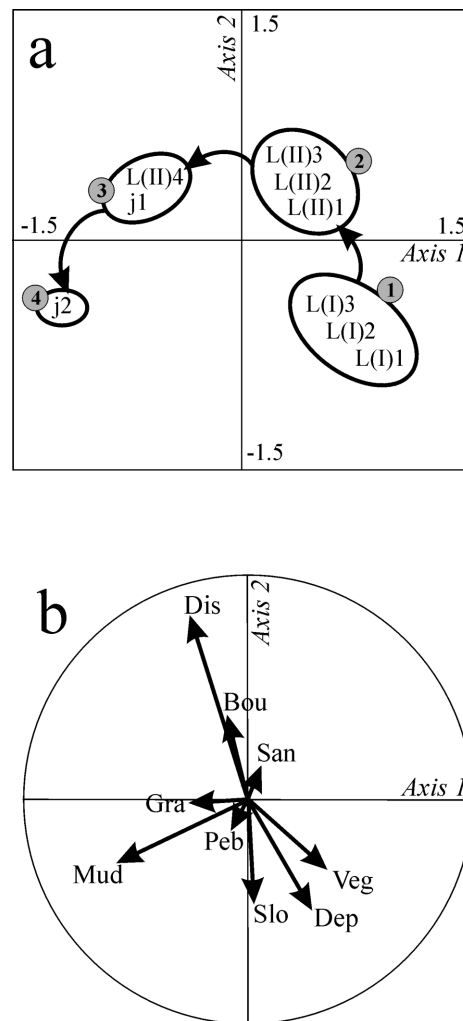 a
Axis 2
1.5
L(II)3
2
L(II)2
L(II)1
3
L(II)4
j1
-1.5
1.5
Axis 1
4
j2
1
L(I)3
L(I)2
L(I)1
-1.5
b
Axis 2
Dis
Bou
San
Axis 1
Gra
Peb
Mud
Veg
Slo
Dep